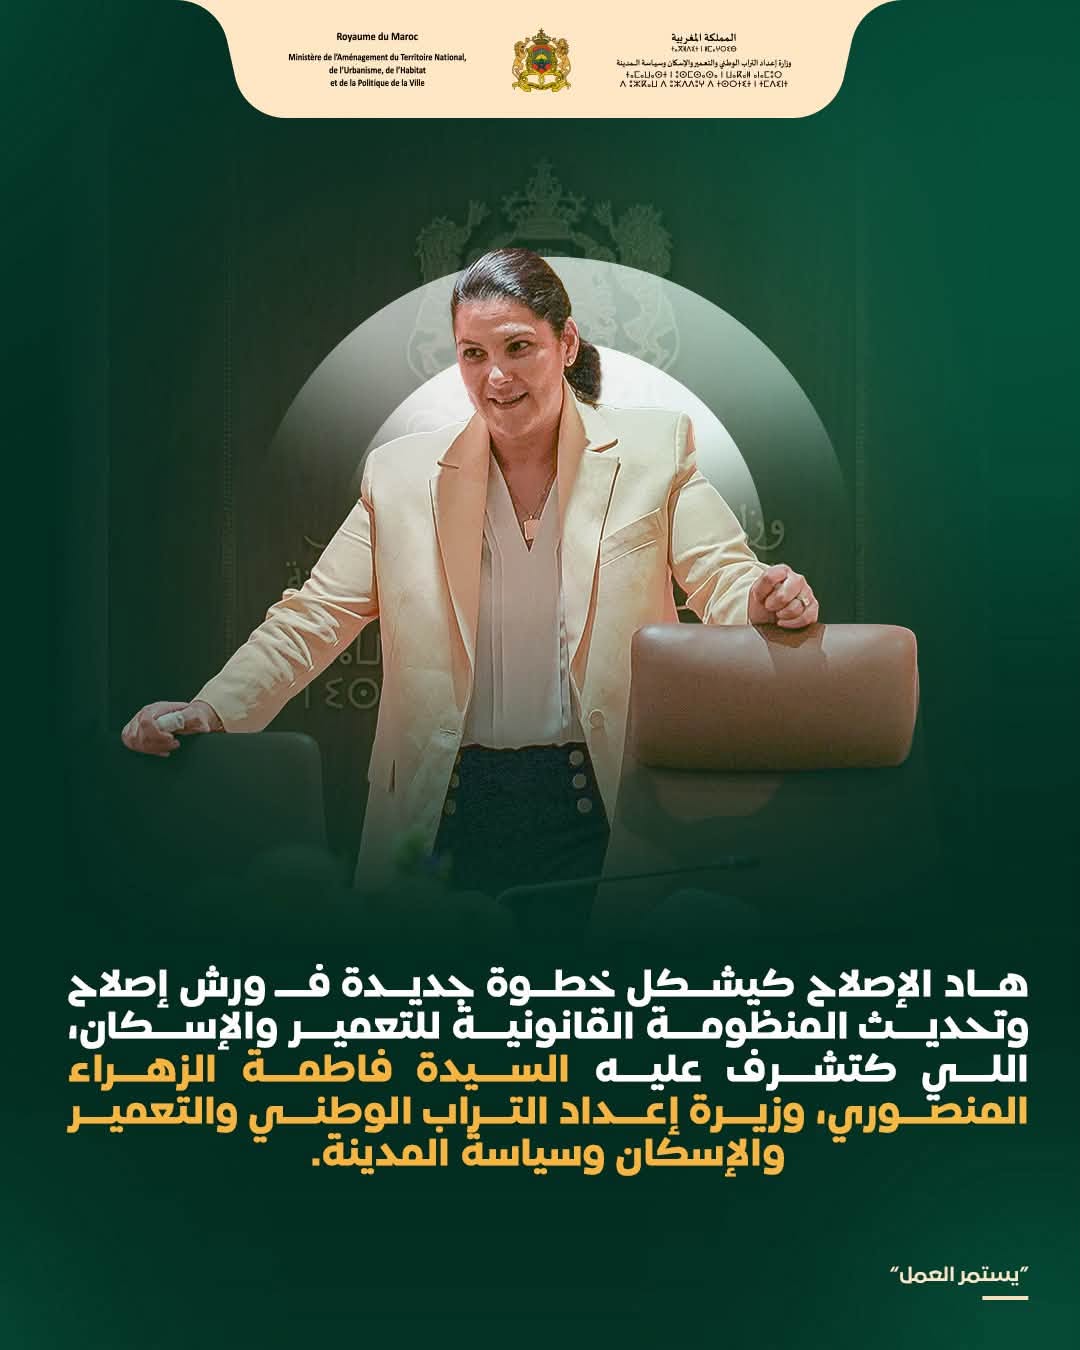 Royaume du Maroc
Ministère de l'Aménagement du Territoire National,
de l'Urbanisme, de l'Habitat
et de la Politique de la Ville
المملكة المغربية
ⵜⴰⴳⵍⴷⵉⵜ ⵏ ⵍⵎⵖⵔⵉⴱ
وزارة إعداد التراب الوطني والتعمير والإسكان وسياسة المدينة
هاد الإصلاح كيشكل خطوة جديدة فـ ورش إصلاح
وتحديث المنظومة القانونية للتعمير والإسكان،
اللي كتشرف عليه السيدة فاطمة الزهراء
المنصوري، وزيرة إعداد التراب الوطني والتعمير
والإسكان وسياسة المدينة.
"يستمر العمل"